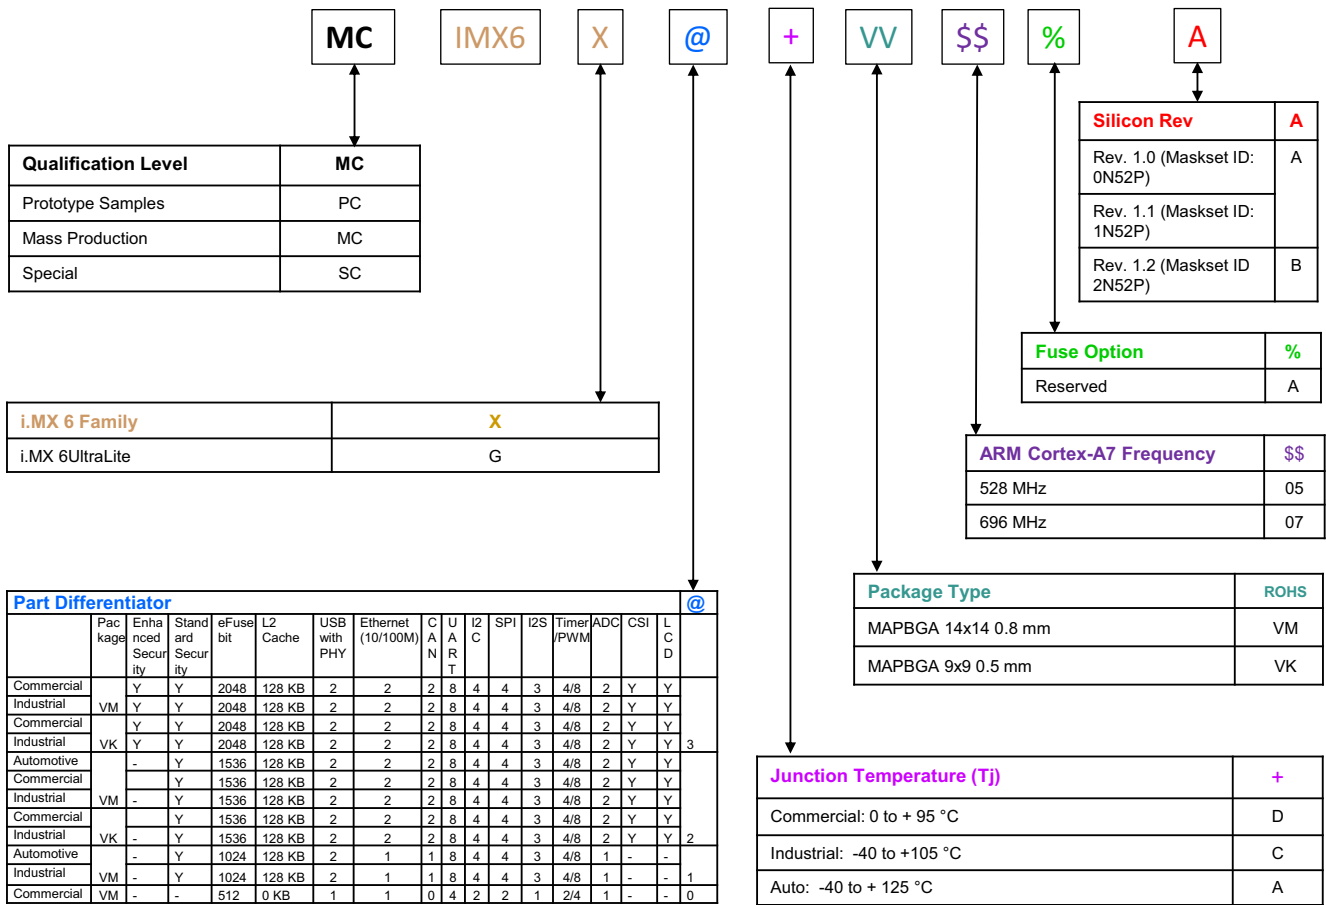 MC IMX6 X @ + VV $$ % A
Silicon Rev A
Rev. 1.0 (Maskset ID: 0N52P) A
Rev. 1.1 (Maskset ID: 1N52P)
Rev. 1.2 (Maskset ID 2N52P) B
Qualification Level MC
Prototype Samples PC
Mass Production MC
Special SC
Fuse Option %
Reserved A
i.MX 6 Family X
i.MX 6UltraLite G
ARM Cortex-A7 Frequency $$
528 MHz 05
696 MHz 07
Package Type ROHS
MAPBGA 14x14 0.8 mm VM
MAPBGA 9x9 0.5 mm VK
Part Differentiator @
Package Enhanced Security Standard Security eFuse bit L2 Cache USB with PHY Ethernet (10/100M) CAN UART I2C SPI I2S Timer/PWM ADC CSI LCD
Commercial Y Y 2048 128 KB 2 2 2 8 4 4 3 4/8 2 Y Y
Industrial VM Y Y 2048 128 KB 2 2 2 8 4 4 3 4/8 2 Y Y
Commercial Y Y 2048 128 KB 2 2 2 8 4 4 3 4/8 2 Y Y
Industrial VK Y Y 2048 128 KB 2 2 2 8 4 4 3 4/8 2 Y Y 3
Automotive - Y 1536 128 KB 2 2 2 8 4 4 3 4/8 2 Y Y
Commercial Y 1536 128 KB 2 2 2 8 4 4 3 4/8 2 Y Y
Industrial VM - Y 1536 128 KB 2 2 2 8 4 4 3 4/8 2 Y Y
Commercial Y 1536 128 KB 2 2 2 8 4 4 3 4/8 2 Y Y
Industrial VK - Y 1536 128 KB 2 2 2 8 4 4 3 4/8 2 Y Y 2
Automotive - Y 1024 128 KB 2 1 1 8 4 4 3 4/8 1 - -
Industrial VM - Y 1024 128 KB 2 1 1 8 4 4 3 4/8 1 - - 1
Commercial VM - - 512 0 KB 1 1 0 4 2 2 1 2/4 1 - - 0
Junction Temperature (Tj) +
Commercial: 0 to + 95 °C D
Industrial: -40 to +105 °C C
Auto: -40 to + 125 °C A